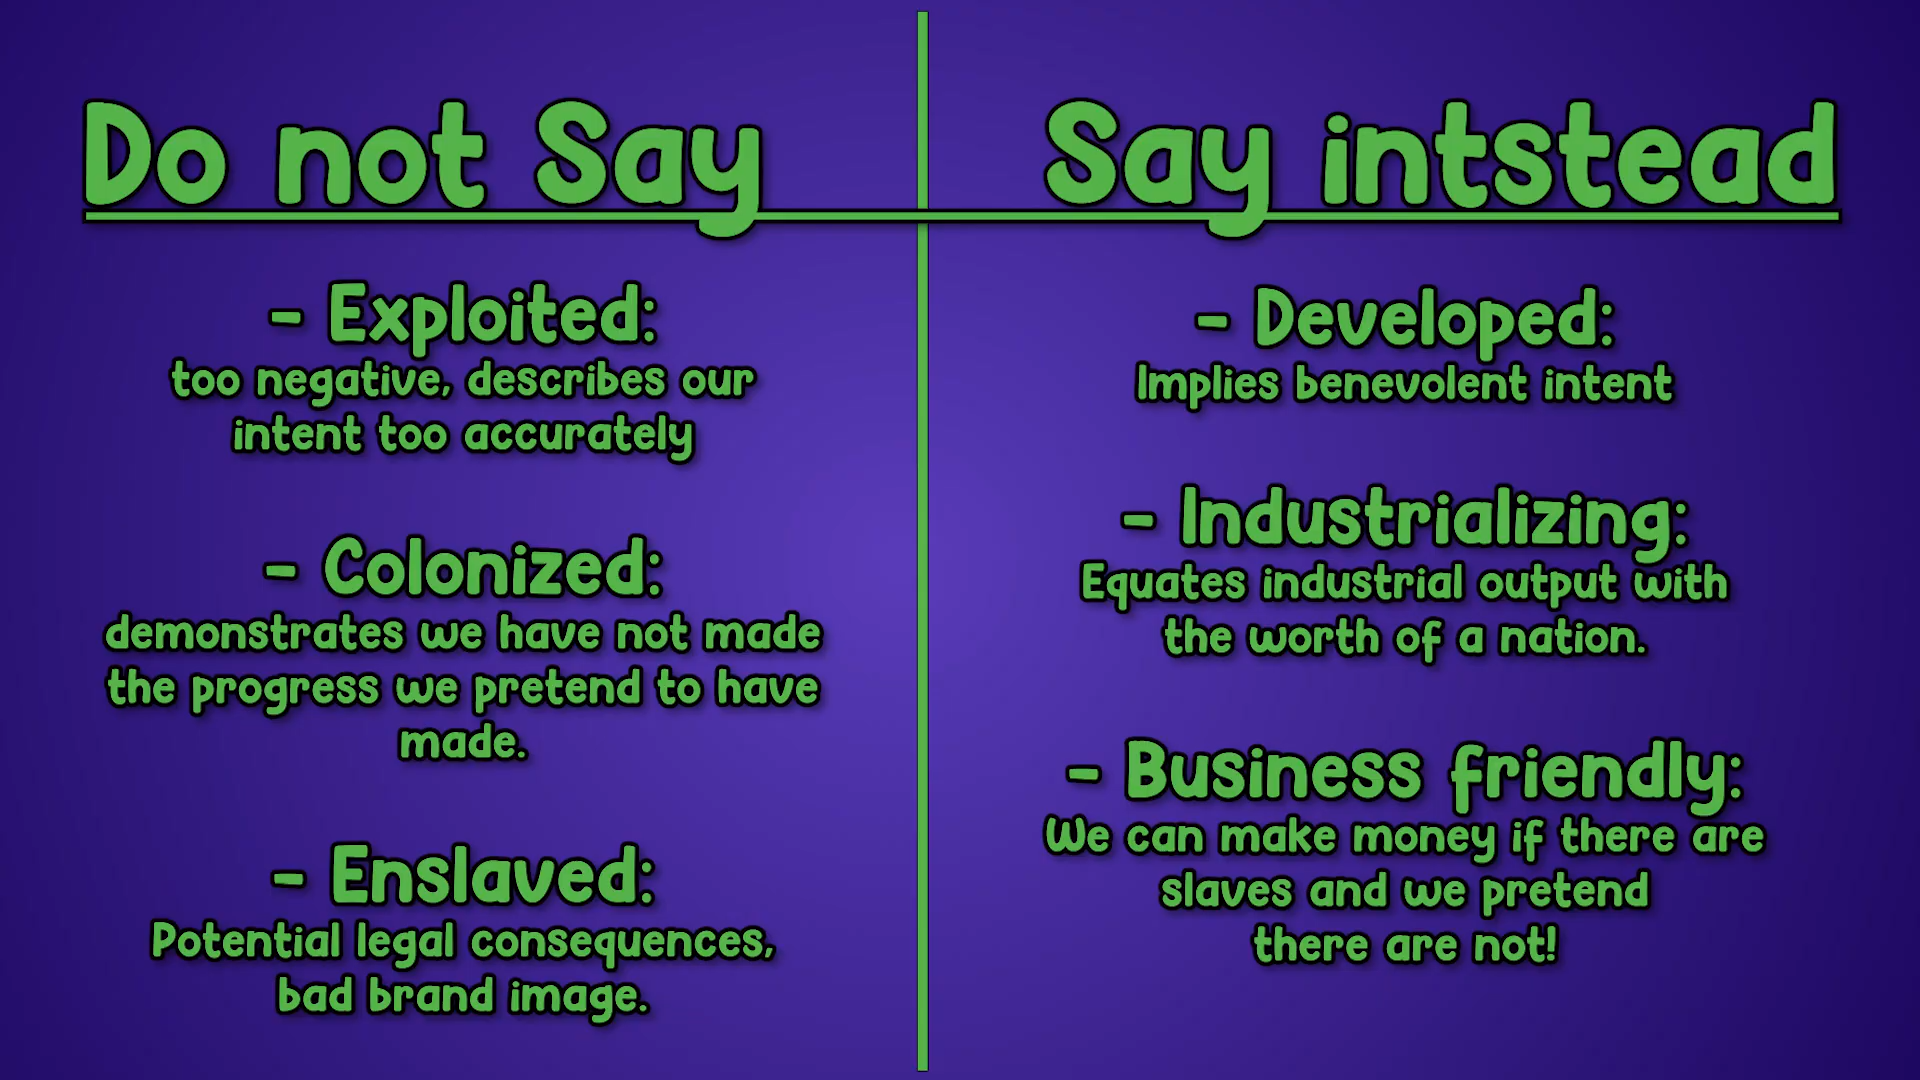 Do not Say
- Exploited:
too negative, describes our
intent too accurately
- Colonized:
demonstrates we have not made
the progress we pretend to have
made.
- Enslaved:
Potential legal consequences,
bad brand image.
Say intstead
- Developed:
Implies benevolent intent
- Industrializing:
Equates industrial output with
the worth of a nation.
- Business friendly:
We can make money if there are
slaves and we pretend
there are not!